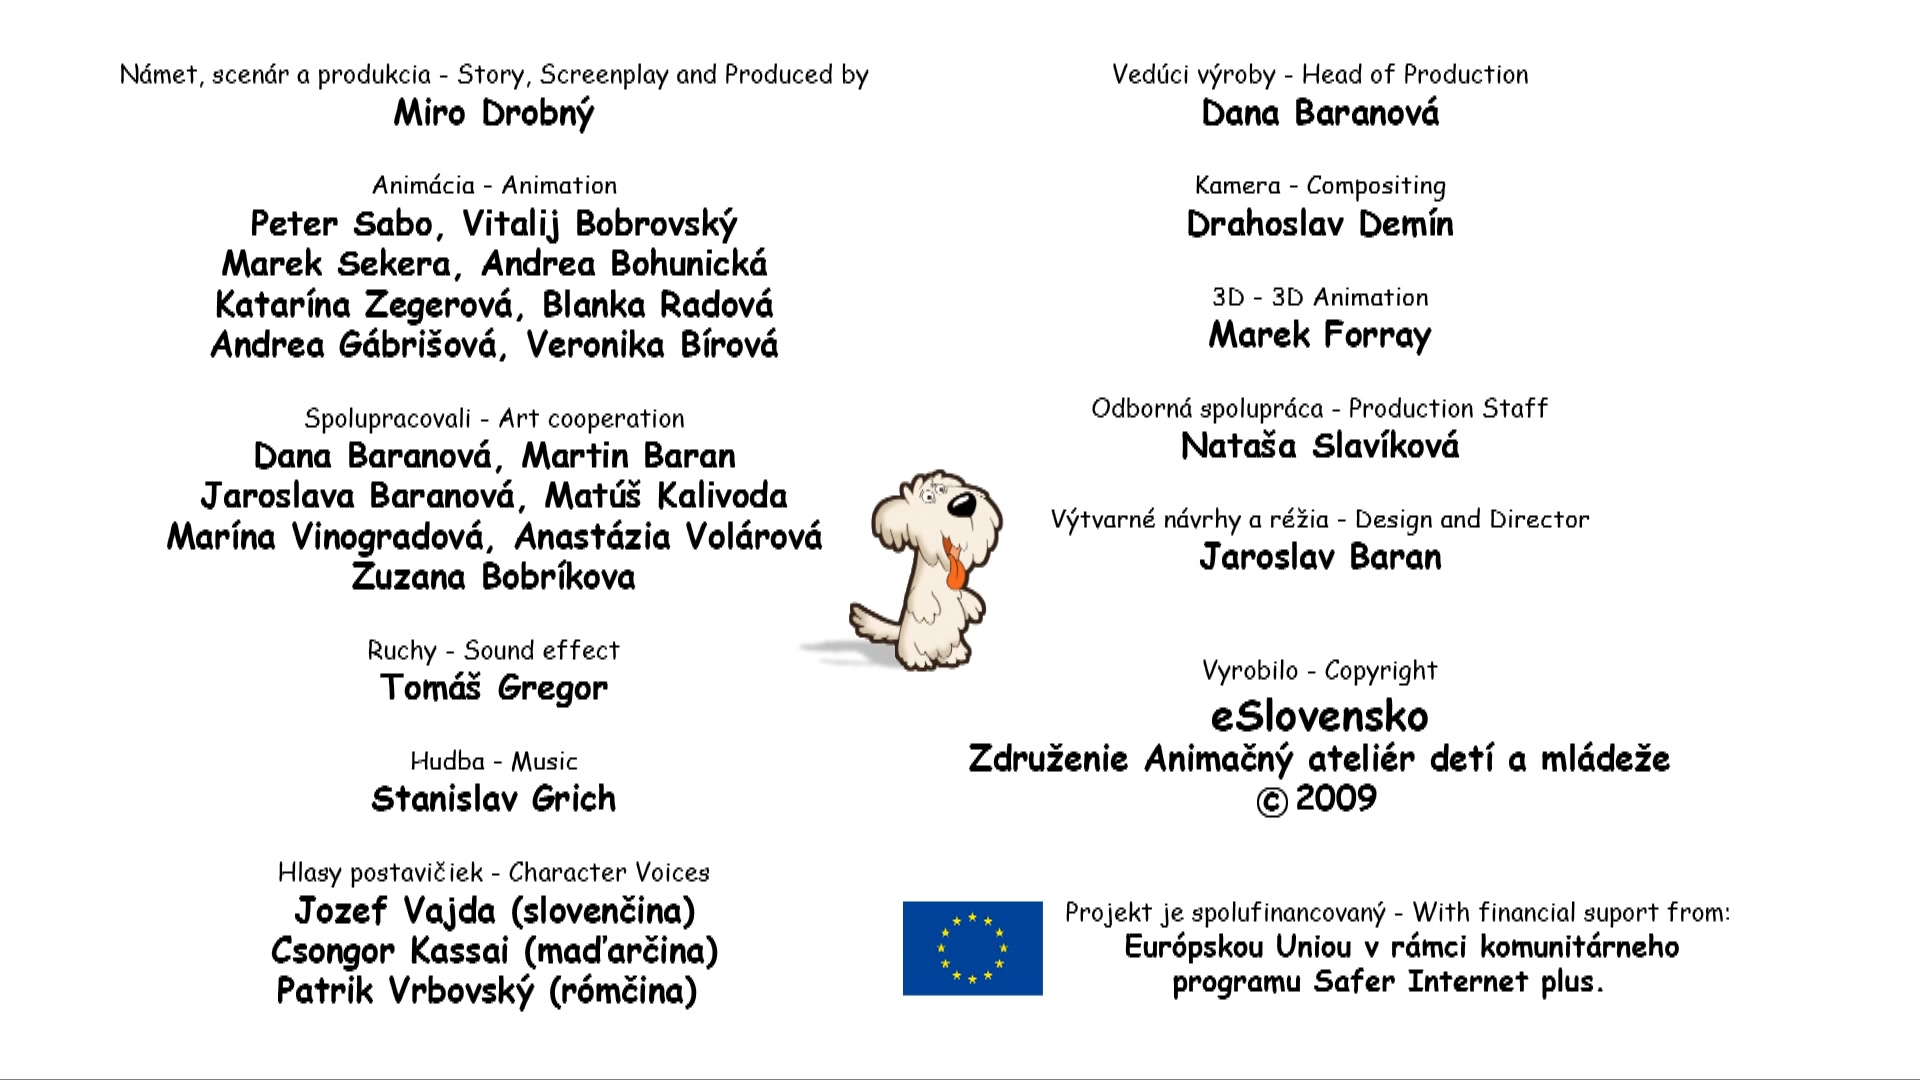 Námet, scenár a produkcia - Story, Screenplay and Produced by
Miro Drobný
Animácia - Animation
Peter Sabo, Vitalij Bobrovský
Marek Sekera, Andrea Bohunická
Katarína Zegerová, Blanka Radová
Andrea Gábrišová, Veronika Bírová
Spolupracovali - Art cooperation
Dana Baranová, Martin Baran
Jaroslava Baranová, Matúš Kalivoda
Marína Vinogradová, Anastázia Volárová
Zuzana Bobríkova
Ruchy - Sound effect
Tomáš Gregor
Hudba - Music
Stanislav Grich
Hlasy postavičiek - Character Voices
Jozef Vajda (slovenčina)
Csongor Kassai (maďarčina)
Patrik Vrbovský (rómčina)
Vedúci výroby - Head of Production
Dana Baranová
Kamera - Compositing
Drahoslav Demín
3D - 3D Animation
Marek Forray
Odborná spolupráca - Production Staff
Nataša Slavíková
Výtvarné návrhy a réžia - Design and Director
Jaroslav Baran
Vyrobilo - Copyright
eSlovensko
Združenie Animačný ateliér detí a mládeže
© 2009
Projekt je spolufinancovaný - With financial suport from:
Európskou Uniou v rámci komunitárneho
programu Safer Internet plus.